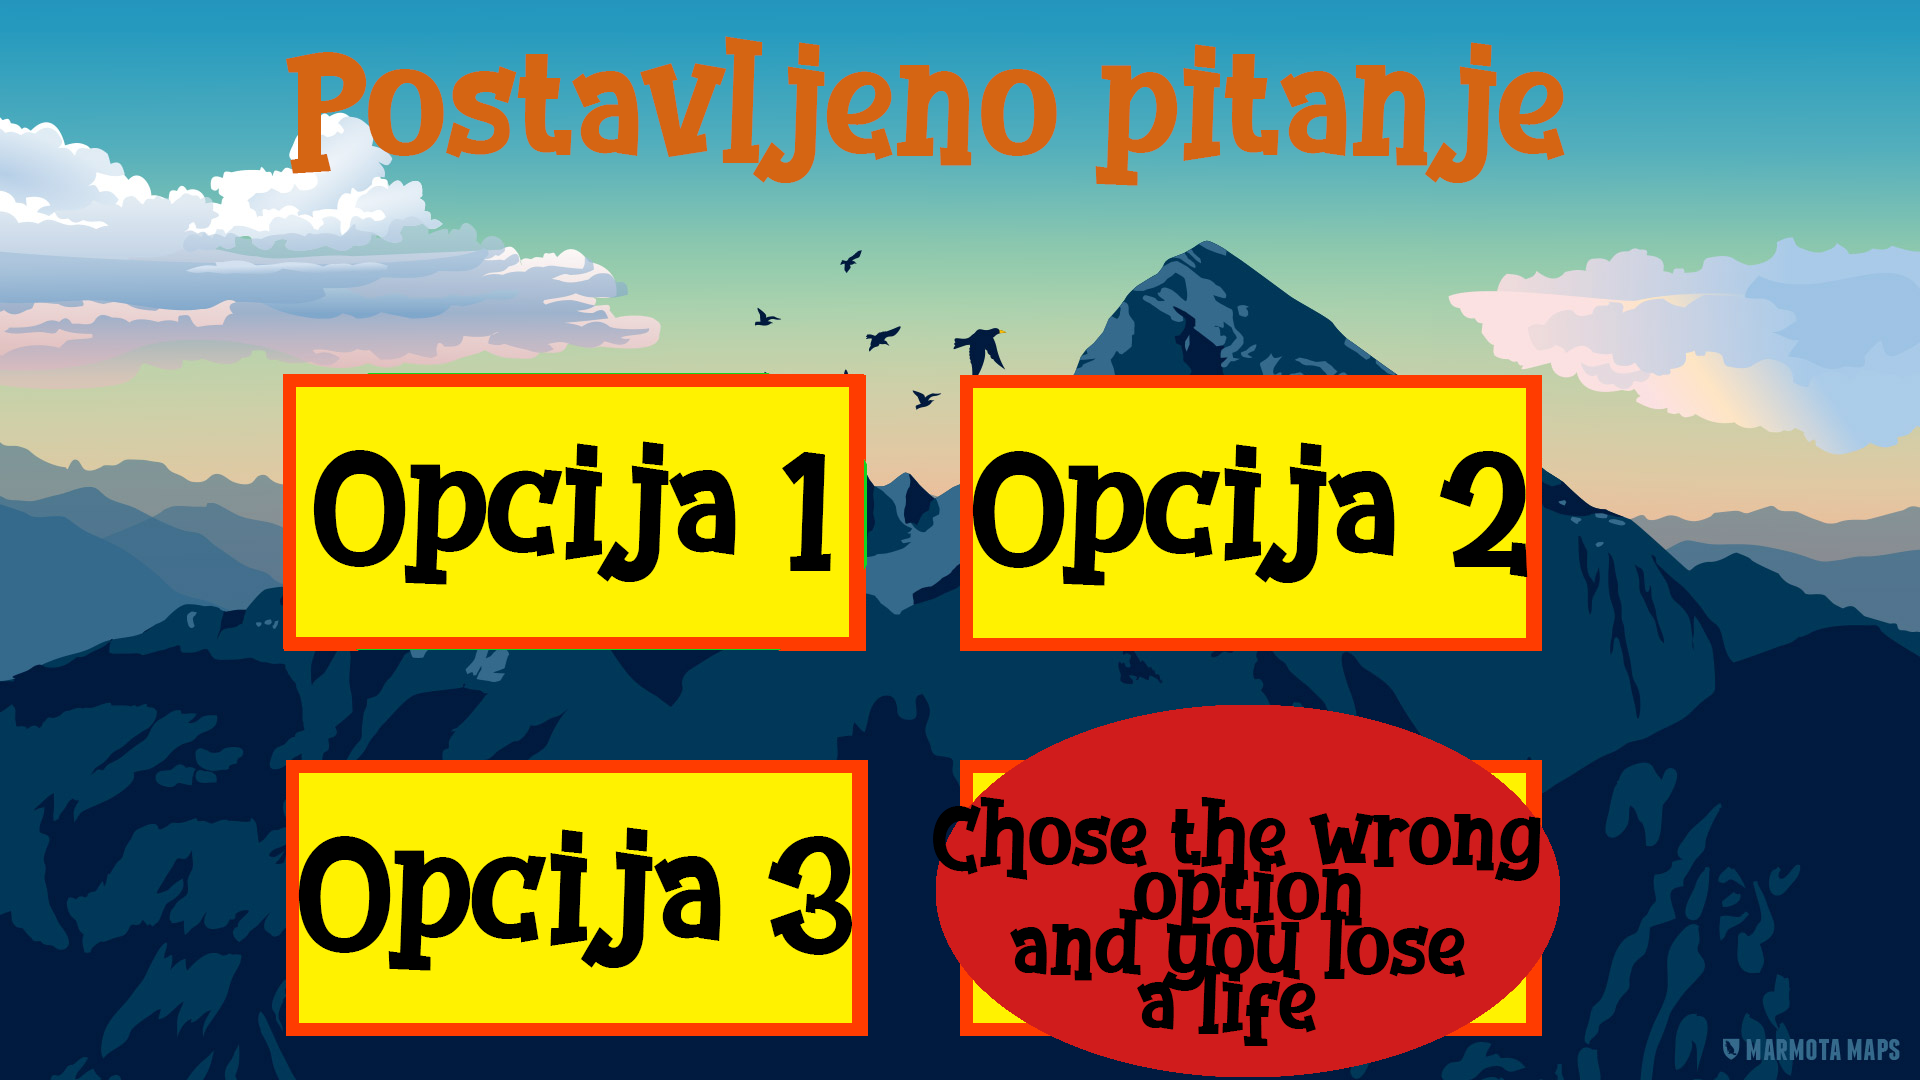 Postavljeno pitanje
Opcija 1
Opcija 2
Opcija 3
Chose the wrong
option
and you lose
a life
MARMOTA MAPS